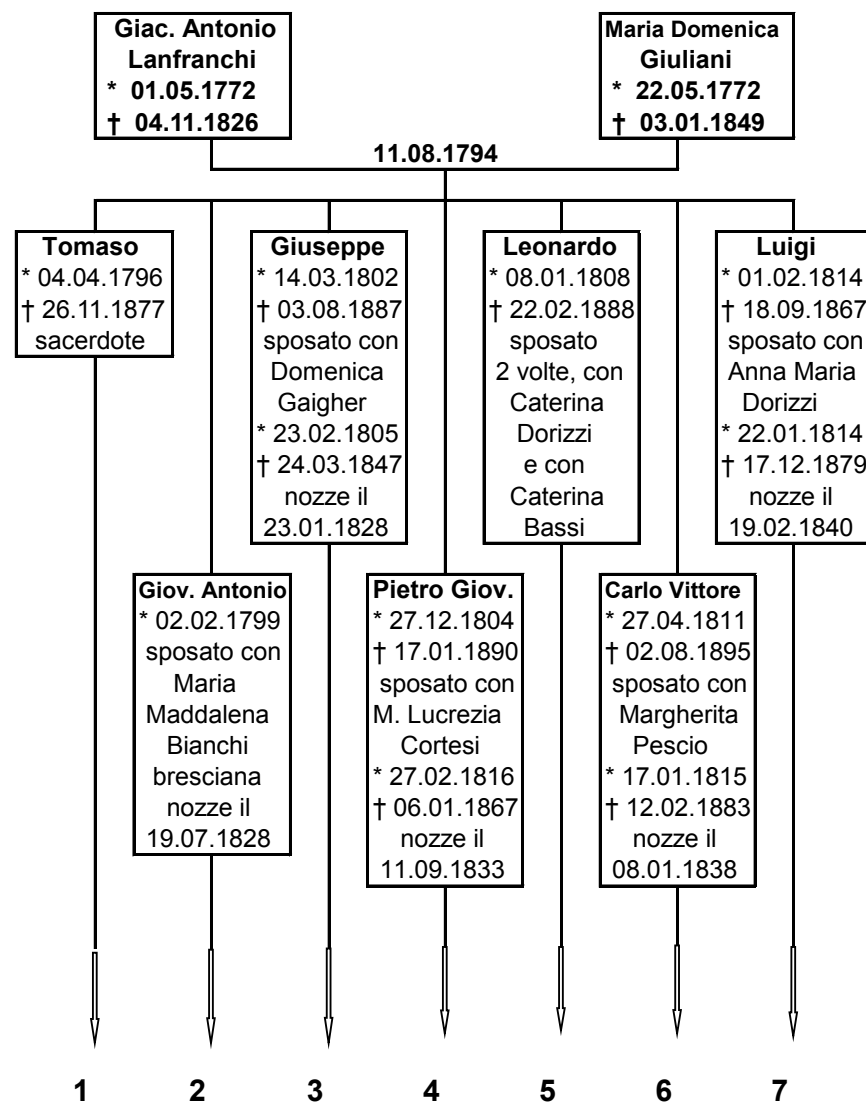 Giac. Antonio
Lanfranchi
* 01.05.1772
† 04.11.1826
Maria Domenica
Giuliani
* 22.05.1772
† 03.01.1849
11.08.1794
Tomaso
* 04.04.1796
† 26.11.1877
sacerdote
Giuseppe
* 14.03.1802
† 03.08.1887
sposato con
Domenica
Gaigher
* 23.02.1805
† 24.03.1847
nozze il
23.01.1828
Leonardo
* 08.01.1808
† 22.02.1888
sposato
2 volte, con
Caterina
Dorizzi
e con
Caterina
Bassi
Luigi
* 01.02.1814
† 18.09.1867
sposato con
Anna Maria
Dorizzi
* 22.01.1814
† 17.12.1879
nozze il
19.02.1840
Giov. Antonio
* 02.02.1799
sposato con
Maria
Maddalena
Bianchi
bresciana
nozze il
19.07.1828
Pietro Giov.
* 27.12.1804
† 17.01.1890
sposato con
M. Lucrezia
Cortesi
* 27.02.1816
† 06.01.1867
nozze il
11.09.1833
Carlo Vittore
* 27.04.1811
† 02.08.1895
sposato con
Margherita
Pescio
* 17.01.1815
† 12.02.1883
nozze il
08.01.1838
1 2 3 4 5 6 7